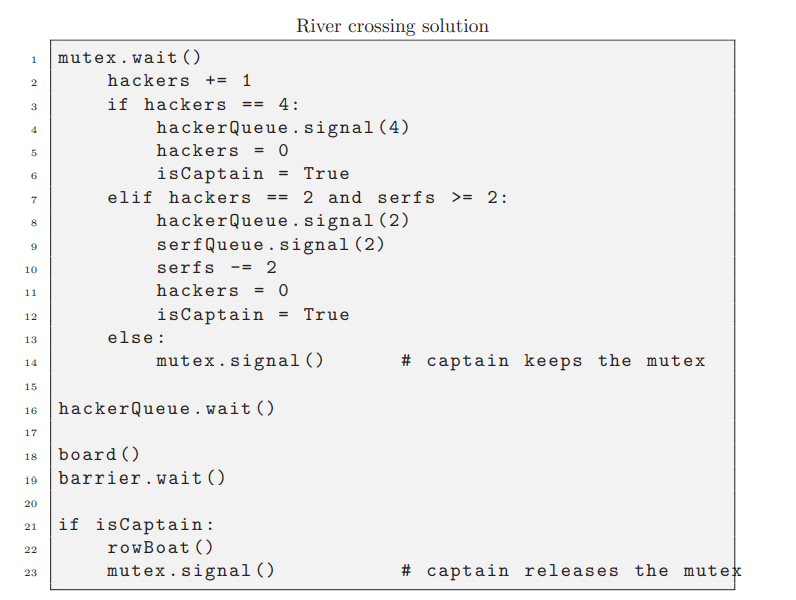 River crossing solution
1 mutex.wait()
2     hackers += 1
3     if hackers == 4:
4         hackerQueue.signal(4)
5         hackers = 0
6         isCaptain = True
7     elif hackers == 2 and serfs >= 2:
8         hackerQueue.signal(2)
9         serfQueue.signal(2)
10         serfs -= 2
11         hackers = 0
12         isCaptain = True
13     else:
14         mutex.signal()      # captain keeps the mutex
15
16 hackerQueue.wait()
17
18 board()
19 barrier.wait()
20
21 if isCaptain:
22     rowBoat()
23     mutex.signal()          # captain releases the mutex